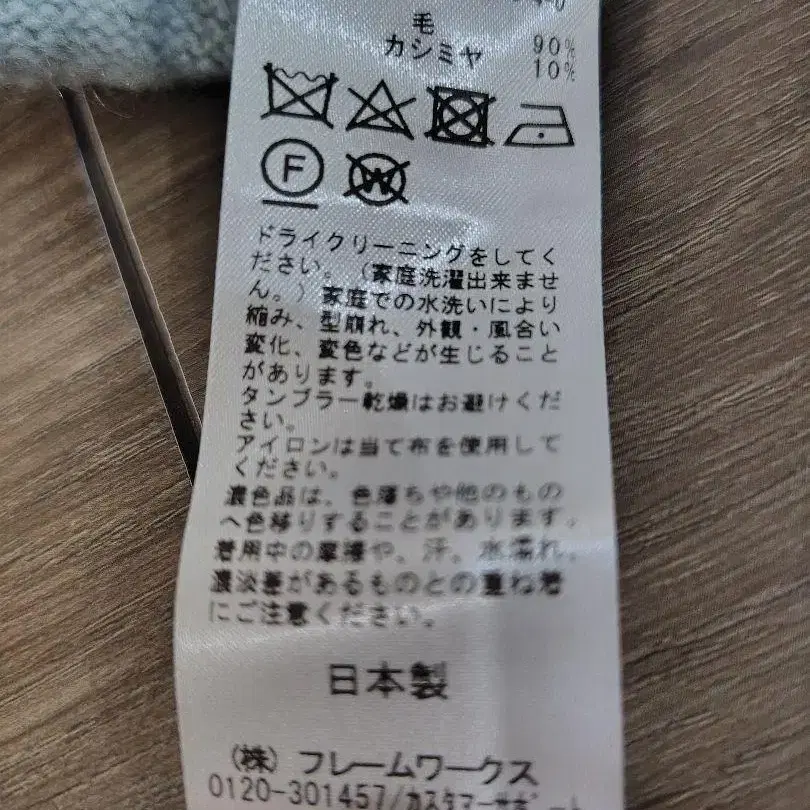 毛 90%
カシミヤ 10%
F
W
ドライクリーニングをしてく
ださい。（家庭洗濯出来ませ
ん。）家庭での水洗いにより
縮み、型崩れ、外観・風合い
変化、変色などが生じること
があります。
タンブラー乾燥はお避けくだ
さい。
アイロンは当て布を使用して
ください。
濃色品は、色落ちや他のもの
へ色移りすることがあります。
着用中の摩擦や、汗、水濡れ、
濃淡差があるものとの重ね着
にご注意ください。
日本製
（株）フレームワークス
0120-301457/カスタマーサポート